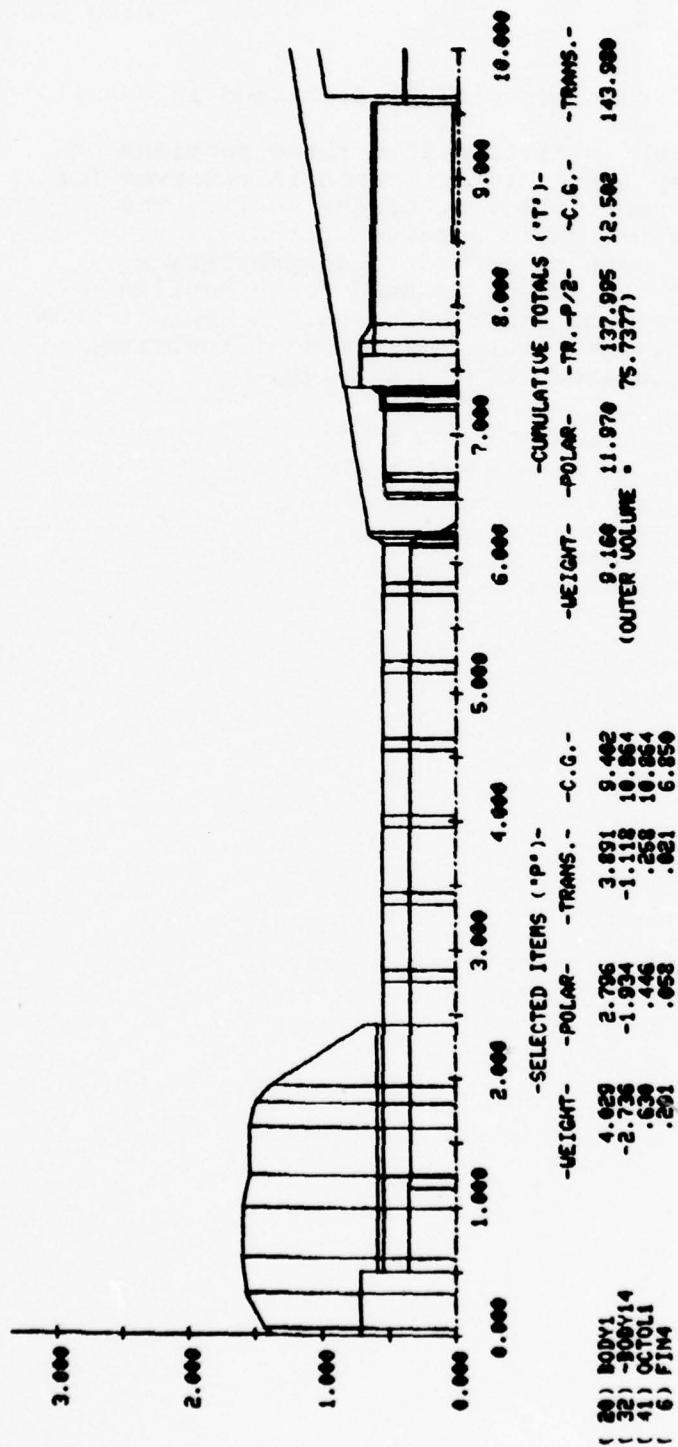 3.000
2.000
1.000
0.000
0.000 1.000 2.000 3.000 4.000 5.000 6.000 7.000 8.000 9.000 10.000
-SELECTED ITEMS ('P')- -CUMULATIVE TOTALS ('T')-
-WEIGHT- -POLAR- -TRANS.- -C.G.- -WEIGHT- -POLAR- -TR.-P/2- -C.G.- -TRANS.-
( 20) BODY1 4.029 2.796 3.891 9.402 9.160 11.970 137.995 12.502 143.980
( 32) -BODY14 -2.736 -1.934 -1.118 10.864 (OUTER VOLUME = 75.7377)
( 41) OCTOL1 .630 .446 .258 10.864
( 6) FIN4 .291 .058 .021 6.850